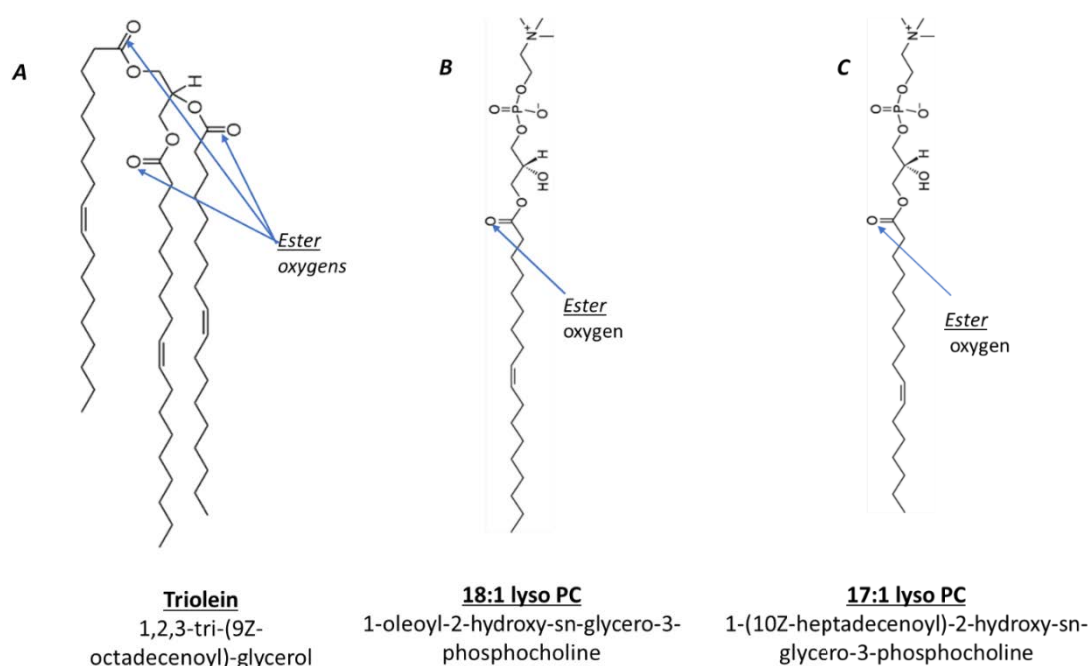 A
B
C
Ester
oxygens
Ester
oxygen
Ester
oxygen
O
O
H
O
O
O
O
N+
O
O=P-O-
O
H
HO
O
O
N+
O
O=P-O-
O
H
HO
O
O
Triolein
1,2,3-tri-(9Z-
octadecenoyl)-glycerol
18:1 lyso PC
1-oleoyl-2-hydroxy-sn-glycero-3-
phosphocholine
17:1 lyso PC
1-(10Z-heptadecenoyl)-2-hydroxy-sn-
glycero-3-phosphocholine